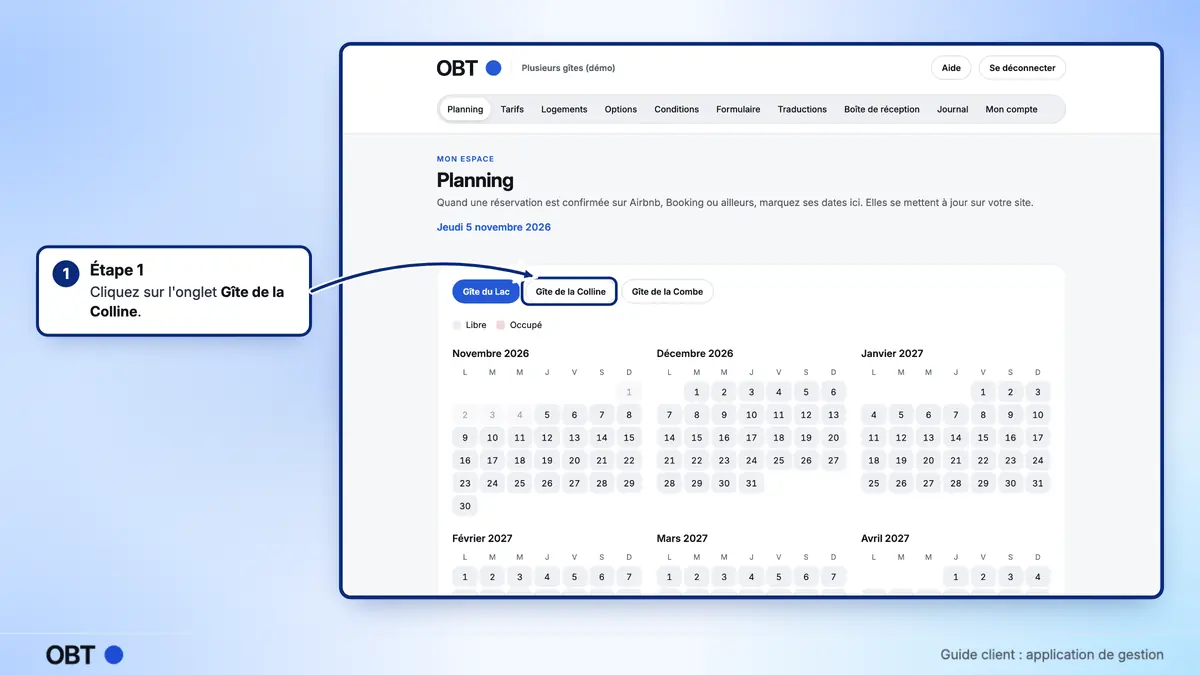 OBT
Plusieurs gîtes (démo)
Aide
Se déconnecter
Planning Tarifs Logements Options Conditions Formulaire Traductions Boîte de réception Journal Mon compte
MON ESPACE
Planning
Quand une réservation est confirmée sur Airbnb, Booking ou ailleurs, marquez ses dates ici. Elles se mettent à jour sur votre site.
Jeudi 5 novembre 2026
1
Étape 1
Cliquez sur l'onglet Gîte de la
Colline.
Gîte du Lac Gîte de la Colline Gîte de la Combe
Libre Occupé
Novembre 2026
L M M J V S D
1
2 3 4 5 6 7 8
9 10 11 12 13 14 15
16 17 18 19 20 21 22
23 24 25 26 27 28 29
30
Décembre 2026
L M M J V S D
1 2 3 4 5 6
7 8 9 10 11 12 13
14 15 16 17 18 19 20
21 22 23 24 25 26 27
28 29 30 31
Janvier 2027
L M M J V S D
1 2 3
4 5 6 7 8 9 10
11 12 13 14 15 16 17
18 19 20 21 22 23 24
25 26 27 28 29 30 31
Février 2027
L M M J V S D
1 2 3 4 5 6 7
Mars 2027
L M M J V S D
1 2 3 4 5 6 7
Avril 2027
L M M J V S D
1 2 3 4
OBT
Guide client : application de gestion